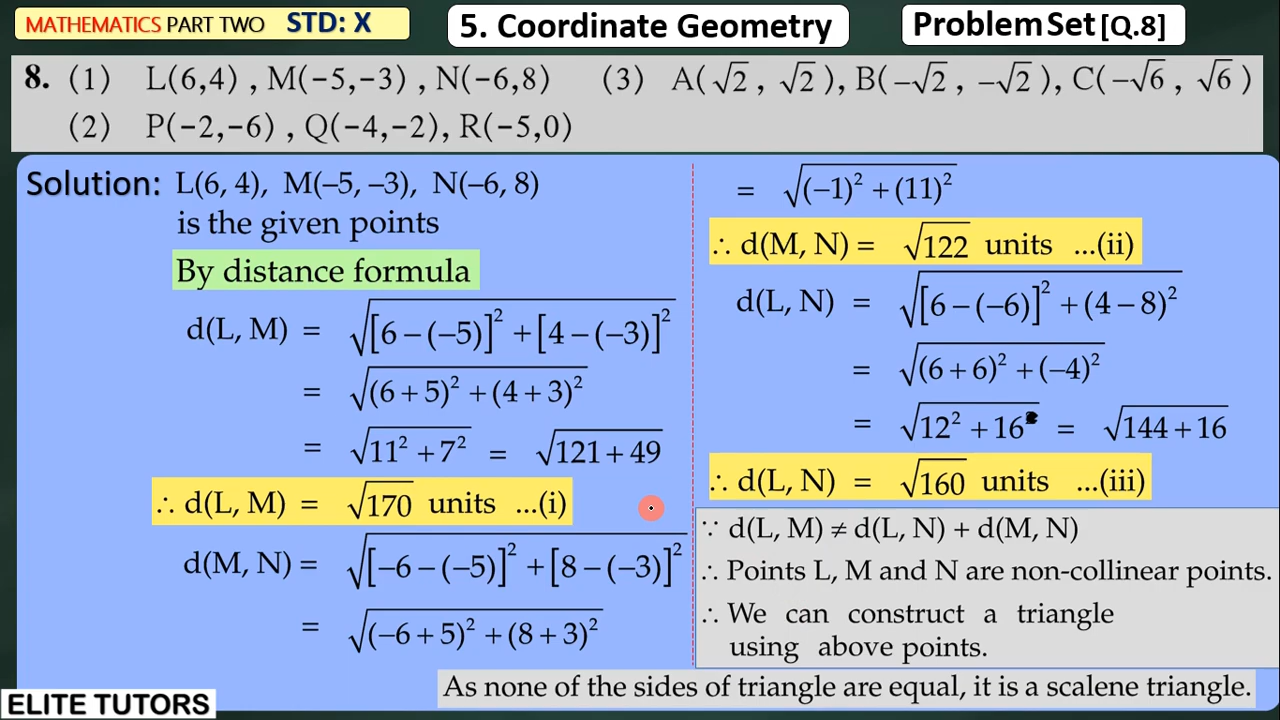 MATHEMATICS PART TWO STD: X
5. Coordinate Geometry
Problem Set [Q.8]
8. (1) L(6,4) , M(−5,−3) , N(−6,8) (3) A(√2 , √2), B(−√2 , −√2), C(−√6 , √6)
(2) P(−2,−6) , Q(−4,−2), R(−5,0)
Solution: L(6, 4), M(–5, –3), N(–6, 8)
is the given points
By distance formula
d(L, M) = √([6 – (–5)]² + [4 – (–3)]²)
= √((6 + 5)² + (4 + 3)²)
= √(11² + 7²) = √(121 + 49)
∴ d(L, M) = √170 units ...(i)
d(M, N) = √([–6 – (–5)]² + [8 – (–3)]²)
= √((–6 + 5)² + (8 + 3)²)
= √((–1)² + (11)²)
∴ d(M, N) = √122 units ...(ii)
d(L, N) = √([6 – (–6)]² + (4 – 8)²)
= √((6 + 6)² + (–4)²)
= √(12² + 16) = √(144 + 16)
∴ d(L, N) = √160 units ...(iii)
∵ d(L, M) ≠ d(L, N) + d(M, N)
∴ Points L, M and N are non-collinear points.
∴ We can construct a triangle
using above points.
As none of the sides of triangle are equal, it is a scalene triangle.
ELITE TUTORS